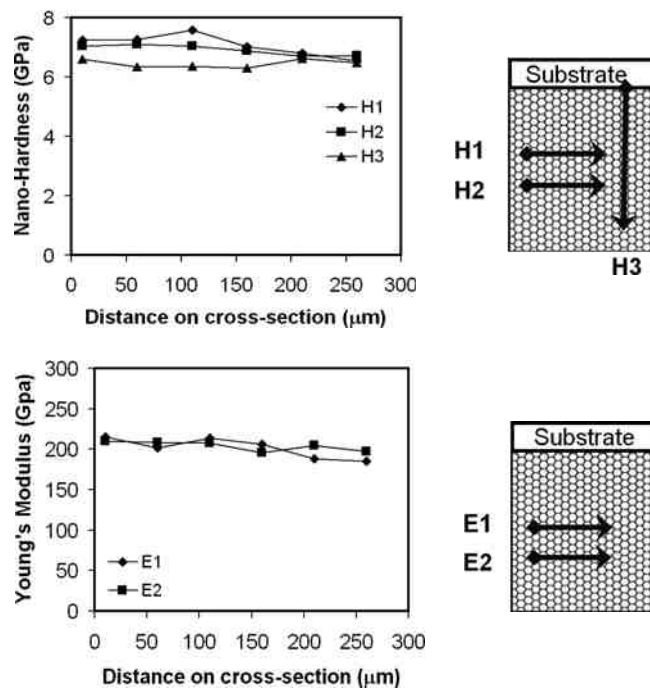 Nano-Hardness (GPa)
8
6
4
2
0
H1
H2
H3
0 50 100 150 200 250 300
Distance on cross-section (μm)
Substrate
H1
H2
H3
Young's Modulus (Gpa)
300
250
200
150
100
50
0
E1
E2
0 50 100 150 200 250 300
Distance on cross-section (μm)
Substrate
E1
E2